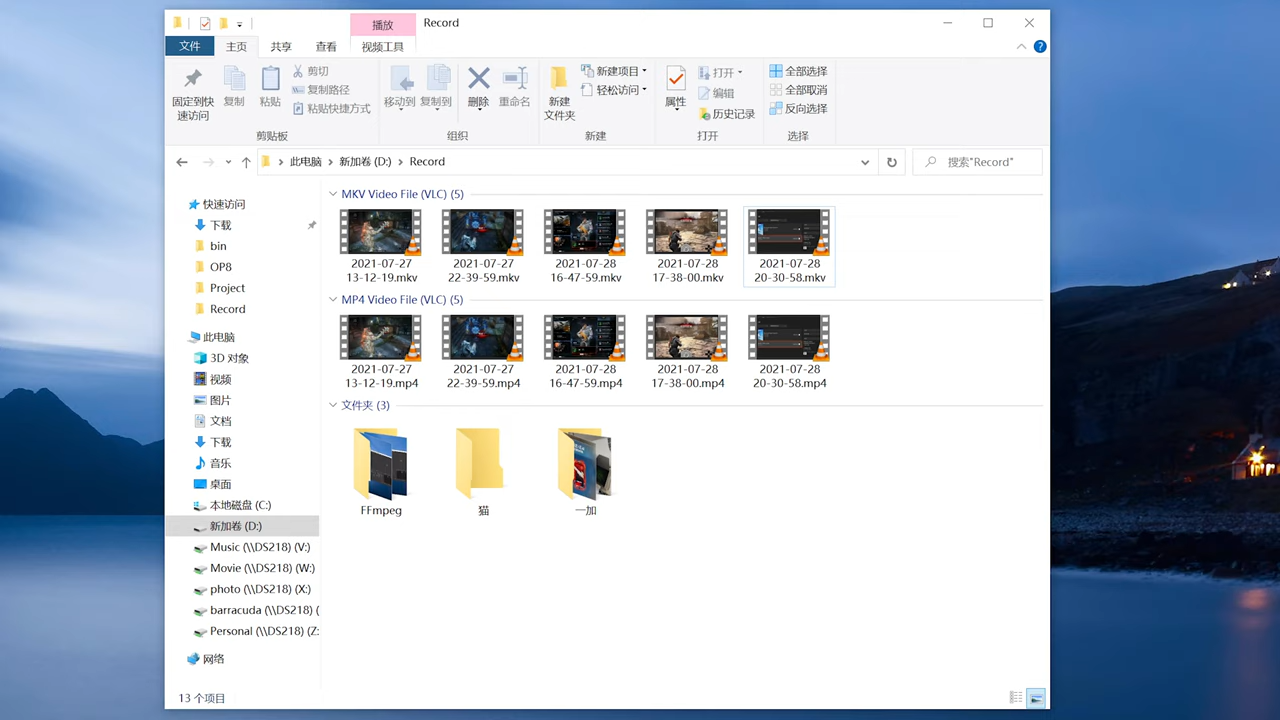 播放
Record
文件
主页
共享
查看
视频工具
固定到快
速访问
复制
粘贴
剪切
复制路径
粘贴快捷方式
剪贴板
移动到
复制到
删除
重命名
组织
新建
文件夹
新建项目
轻松访问
新建
属性
打开
编辑
历史记录
打开
全部选择
全部取消
反向选择
选择
此电脑 > 新加卷 (D:) > Record
搜索"Record"
快速访问
下载
bin
OP8
Project
Record
此电脑
3D 对象
视频
图片
文档
下载
音乐
桌面
本地磁盘 (C:)
新加卷 (D:)
Music (\\DS218) (V:)
Movie (\\DS218) (W:)
photo (\\DS218) (X:)
barracuda (\\DS218) (
Personal (\\DS218) (Z:
网络
MKV Video File (VLC) (5)
2021-07-27
13-12-19.mkv
2021-07-27
22-39-59.mkv
2021-07-28
16-47-59.mkv
2021-07-28
17-38-00.mkv
2021-07-28
20-30-58.mkv
MP4 Video File (VLC) (5)
2021-07-27
13-12-19.mp4
2021-07-27
22-39-59.mp4
2021-07-28
16-47-59.mp4
2021-07-28
17-38-00.mp4
2021-07-28
20-30-58.mp4
文件夹 (3)
FFmpeg
猫
一加
13 个项目